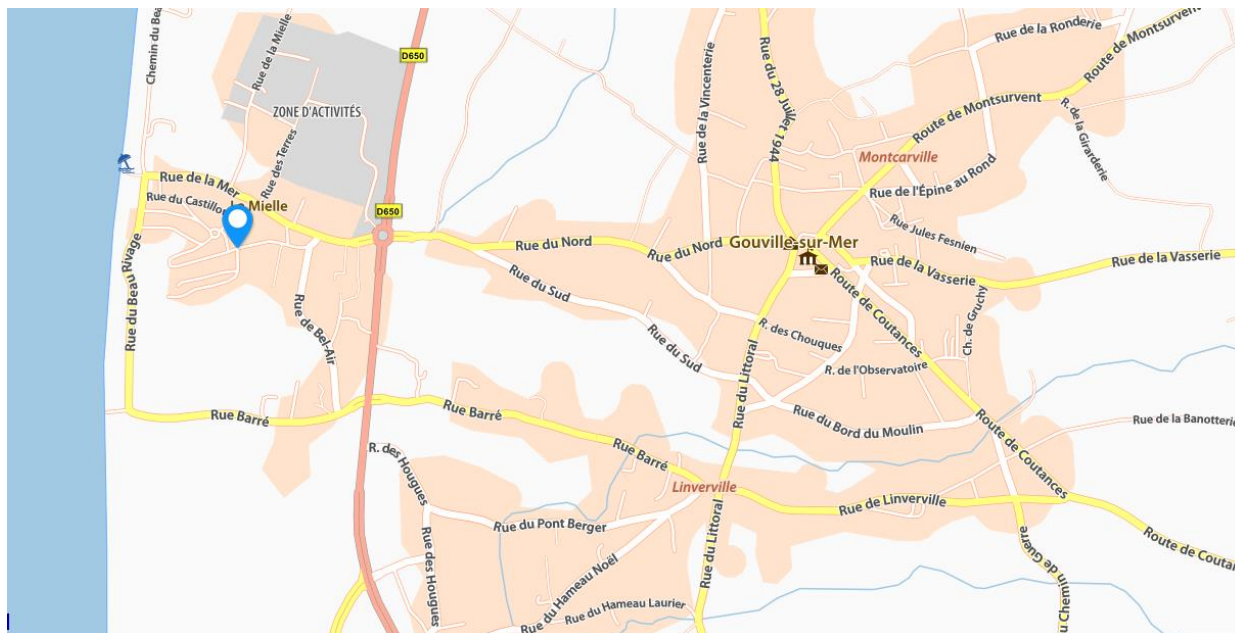 Chemin du Beau
Rue de la Mielle
D650
Rue de la Vincenterie
Rue du 28 Juillet 1944
Rue de la Ronderie
Route de Montsurvent
ZONE D'ACTIVITÉS
Rue des Terres
Route de Montsurvent
R. de la Girarderie
Montcarville
Rue de la Mer
Rue du Castillon
La Mielle
D650
Rue de l'Épine au Rond
Rue Jules Fesnien
Rue du Beau Rivage
Rue du Nord
Rue du Nord
Gouville-sur-Mer
Rue de la Vasserie
Rue de la Vasserie
Rue du Sud
Rue de Bel-Air
Route de Coutances
Ch. de Gruchy
R. des Chouques
Rue du Sud
R. de l'Observatoire
Rue du Littoral
Rue Barré
Rue Barré
Rue du Bord du Moulin
Route de Coutances
Rue de la Banotterie
R. des Hougues
Rue Barré
Linverville
Rue de Linverville
Rue du Pont Berger
Rue du Littoral
Rue des Hougues
Rue du Hameau Noël
Route de Coutan
Rue du Hameau Laurier
u Chemin de Guerre